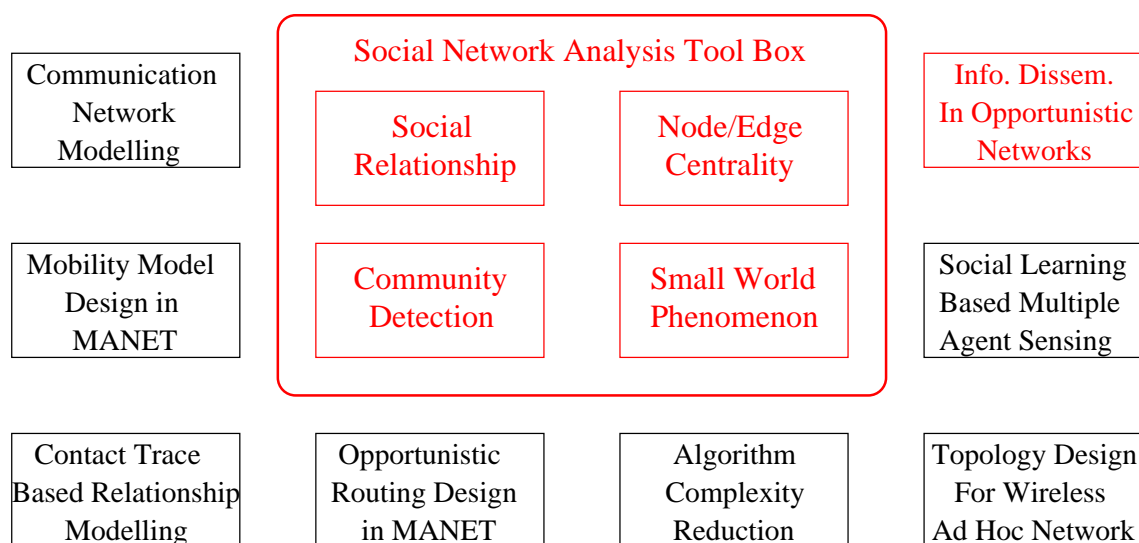 Social Network Analysis Tool Box
Communication
Network
Modelling
Social
Relationship
Node/Edge
Centrality
Info. Dissem.
In Opportunistic
Networks
Mobility Model
Design in
MANET
Community
Detection
Small World
Phenomenon
Social Learning
Based Multiple
Agent Sensing
Contact Trace
Based Relationship
Modelling
Opportunistic
Routing Design
in MANET
Algorithm
Complexity
Reduction
Topology Design
For Wireless
Ad Hoc Network